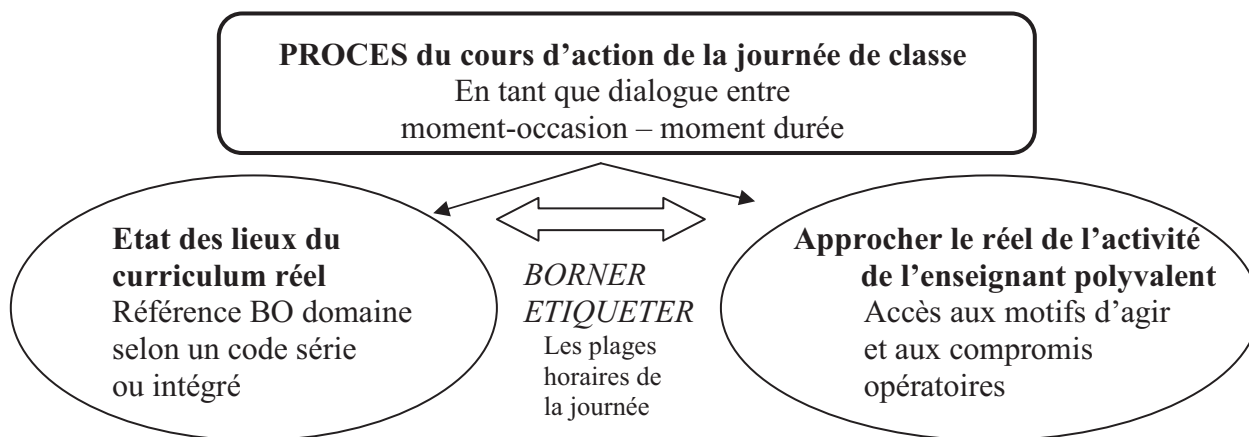 PROCES du cours d’action de la journée de classe
En tant que dialogue entre
moment-occasion – moment durée
Etat des lieux du
curriculum réel
Référence BO domaine
selon un code série
ou intégré
BORNER
ETIQUETER
Les plages
horaires de
la journée
Approcher le réel de l’activité
de l’enseignant polyvalent
Accès aux motifs d’agir
et aux compromis
opératoires